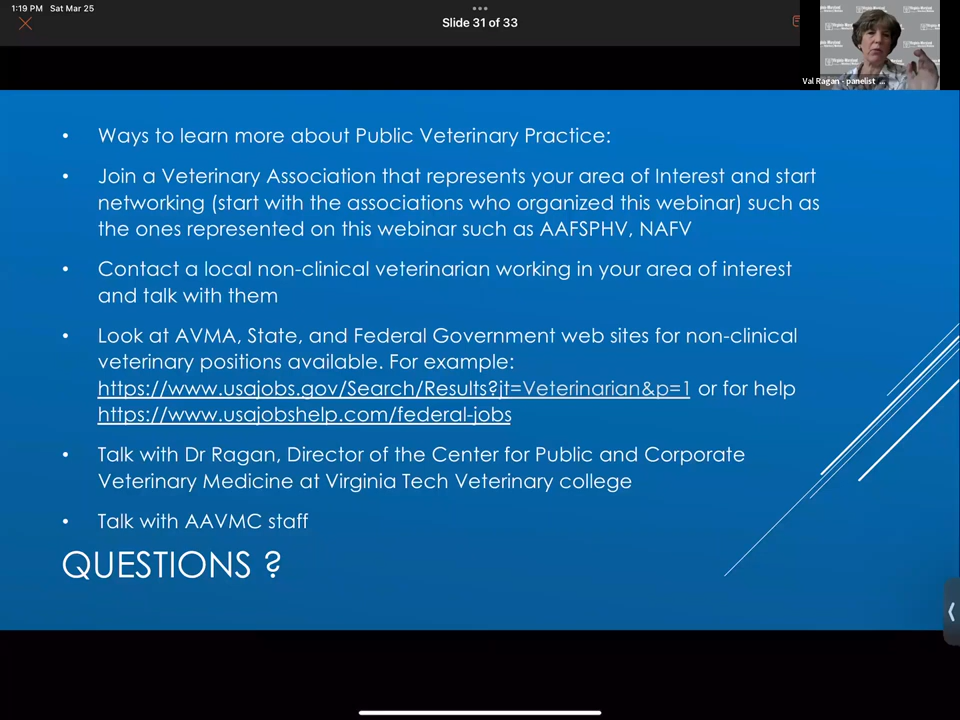 1:19 PM Sat Mar 25
Slide 31 of 33
Val Ragan - panelist
• Ways to learn more about Public Veterinary Practice:
• Join a Veterinary Association that represents your area of Interest and start
networking (start with the associations who organized this webinar) such as
the ones represented on this webinar such as AAFSPHV, NAFV
• Contact a local non-clinical veterinarian working in your area of interest
and talk with them
• Look at AVMA, State, and Federal Government web sites for non-clinical
veterinary positions available. For example:
https://www.usajobs.gov/Search/Results?jt=Veterinarian&p=1 or for help
https://www.usajobshelp.com/federal-jobs
• Talk with Dr Ragan, Director of the Center for Public and Corporate
Veterinary Medicine at Virginia Tech Veterinary college
• Talk with AAVMC staff
QUESTIONS ?